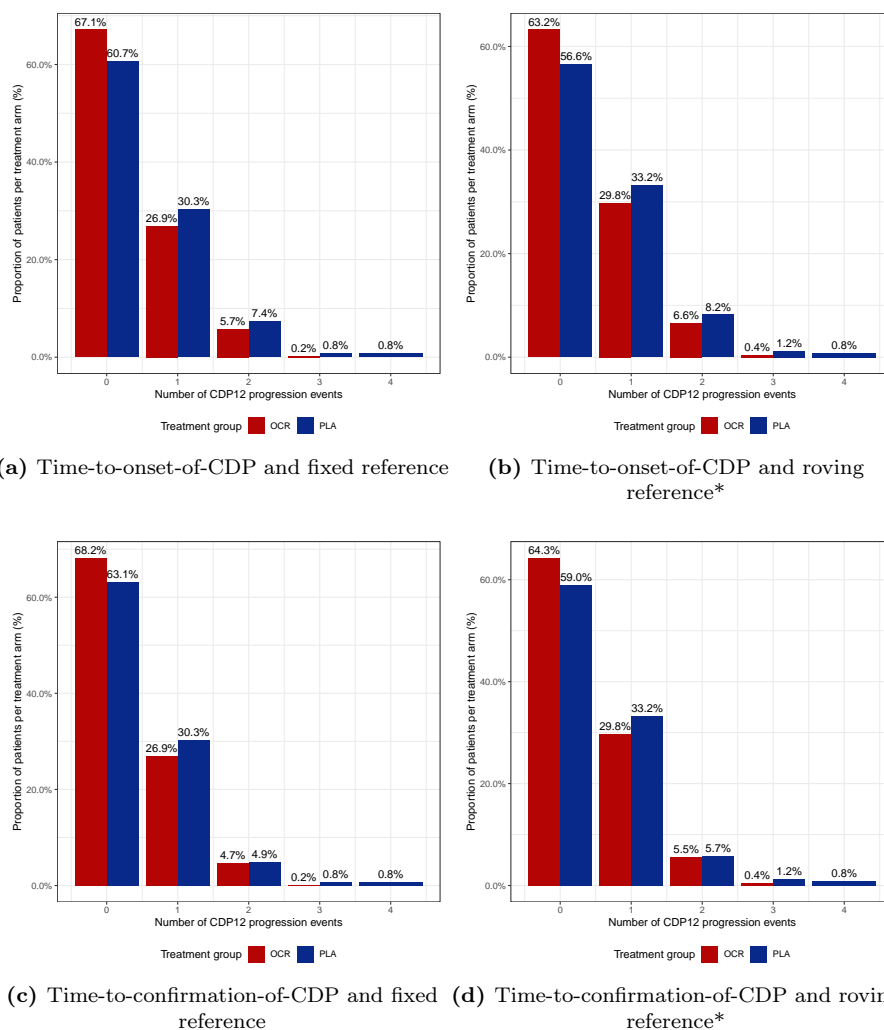 67.1%
60.7%
26.9%
30.3%
5.7%
7.4%
0.2%
0.8%
0.8%
60.0%
40.0%
20.0%
0.0%
0 1 2 3 4
Proportion of patients per treatment arm (%)
Number of CDP12 progression events
Treatment group OCR PLA
(a) Time-to-onset-of-CDP and fixed reference
63.2%
56.6%
29.8%
33.2%
6.6%
8.2%
0.4%
1.2%
0.8%
60.0%
40.0%
20.0%
0.0%
0 1 2 3 4
Proportion of patients per treatment arm (%)
Number of CDP12 progression events
Treatment group OCR PLA
(b) Time-to-onset-of-CDP and roving
reference*
68.2%
63.1%
26.9%
30.3%
4.7%
4.9%
0.2%
0.8%
0.8%
60.0%
40.0%
20.0%
0.0%
0 1 2 3 4
Proportion of patients per treatment arm (%)
Number of CDP12 progression events
Treatment group OCR PLA
(c) Time-to-confirmation-of-CDP and fixed
reference
64.3%
59.0%
29.8%
33.2%
5.5%
5.7%
0.4%
1.2%
0.8%
60.0%
40.0%
20.0%
0.0%
0 1 2 3 4
Proportion of patients per treatment arm (%)
Number of CDP12 progression events
Treatment group OCR PLA
(d) Time-to-confirmation-of-CDP and rovin
reference*